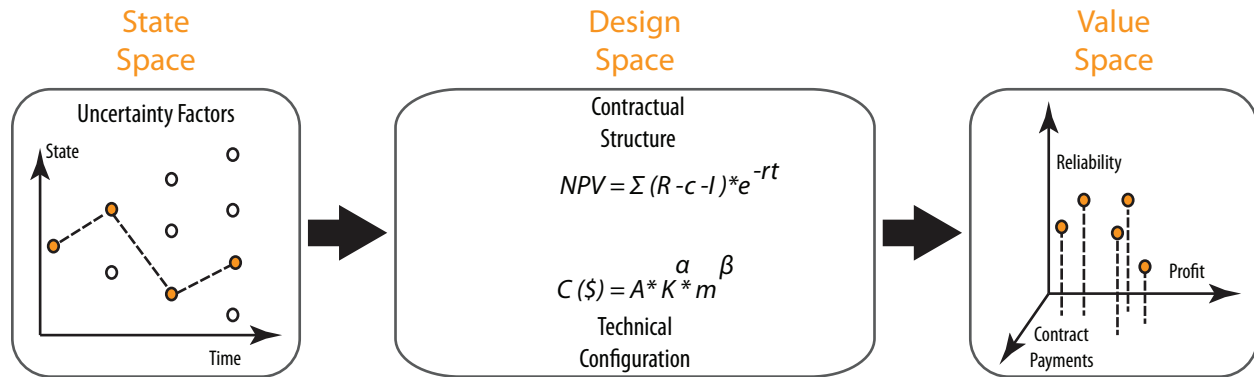 State
Space
Design
Space
Value
Space
Uncertainty Factors
State
Time
Contractual
Structure
NPV = Σ (R -c -I )*e^-rt
C ($) = A* K^α * m^β
Technical
Configuration
Reliability
Profit
Contract
Payments